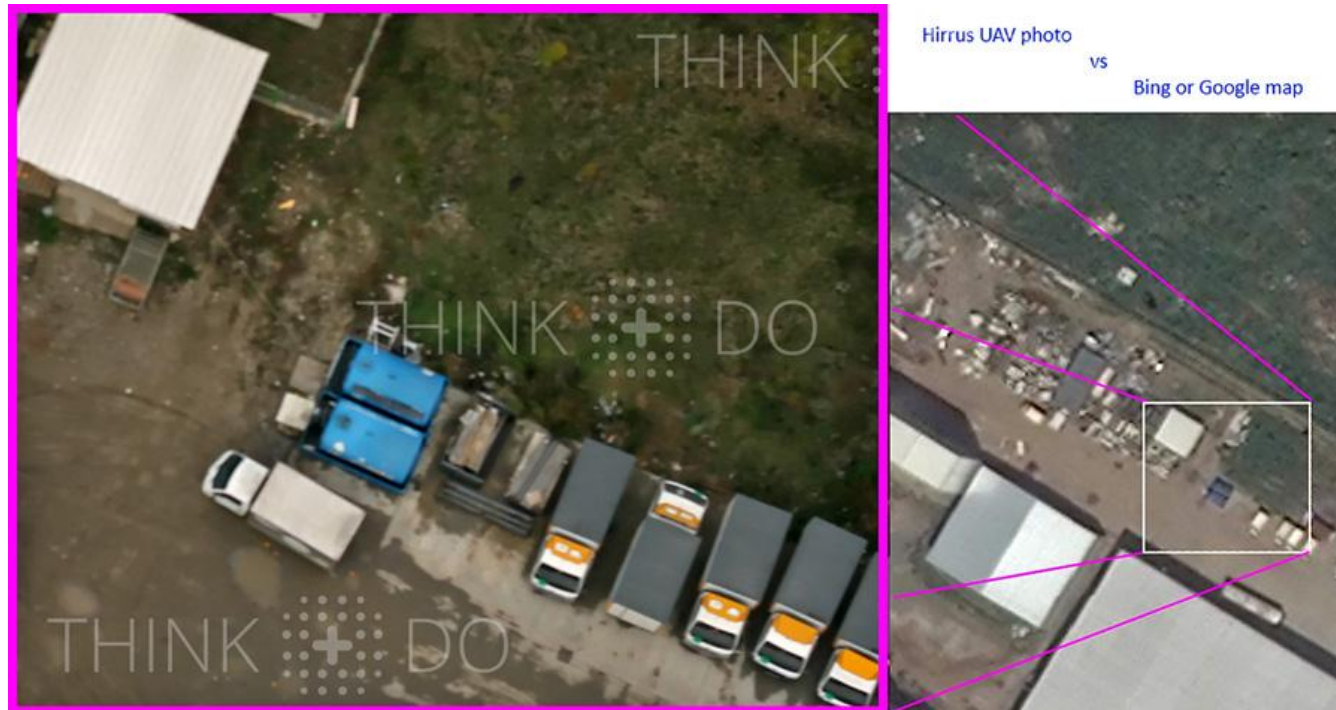 THINK
Hirrus UAV photo
vs
Bing or Google map
THINK + DO
THINK + DO